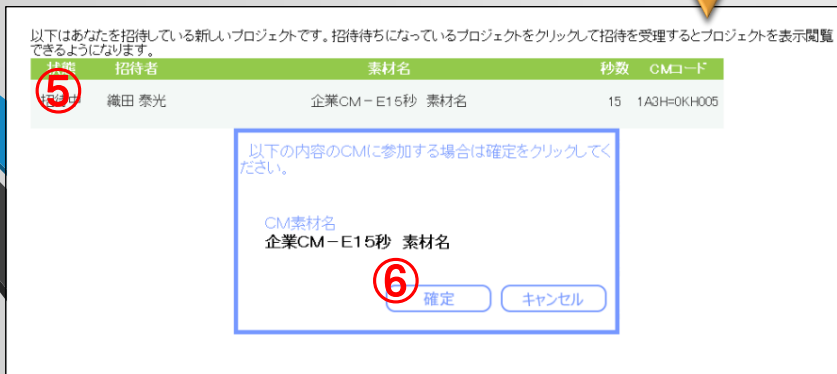 以下はあなたを招待している新しいプロジェクトです。招待待ちになっているプロジェクトをクリックして招待を受理するとプロジェクトを表示閲覧
できるようになります。
状態 招待者 素材名 秒数 CMコード
⑤
招待中 織田 泰光 企業CM－E15秒 素材名 15 1A3H=0KH005
以下の内容のCMに参加する場合は確定をクリックしてく
ださい。
CM素材名
企業CM－E15秒 素材名
⑥
確定 キャンセル